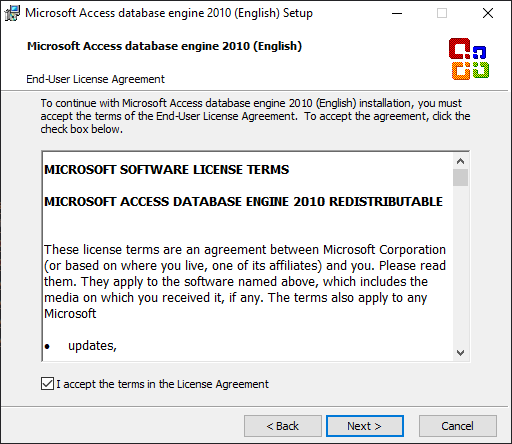 Microsoft Access database engine 2010 (English) Setup
Microsoft Access database engine 2010 (English)
End-User License Agreement
To continue with Microsoft Access database engine 2010 (English) installation, you must
accept the terms of the End-User License Agreement. To accept the agreement, click the
check box below.
MICROSOFT SOFTWARE LICENSE TERMS
MICROSOFT ACCESS DATABASE ENGINE 2010 REDISTRIBUTABLE
These license terms are an agreement between Microsoft Corporation
(or based on where you live, one of its affiliates) and you. Please read
them. They apply to the software named above, which includes the
media on which you received it, if any. The terms also apply to any
Microsoft
• updates,
I accept the terms in the License Agreement
< Back
Next >
Cancel